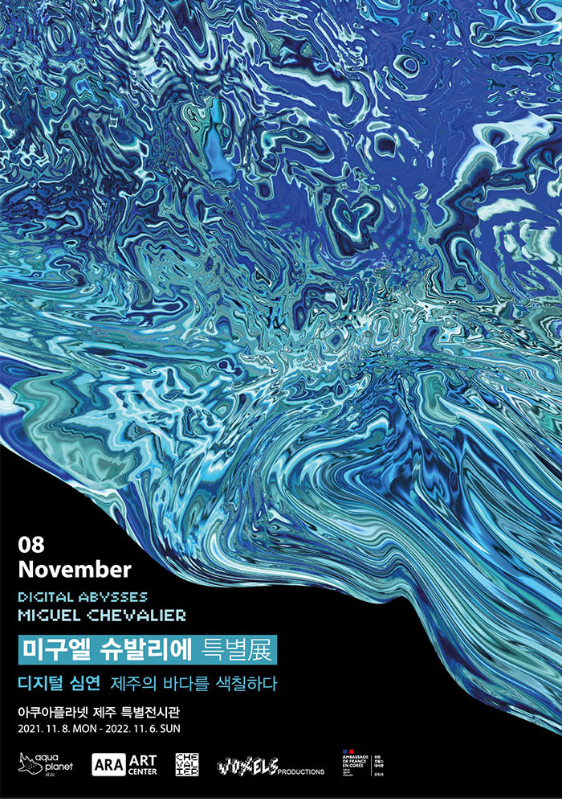 08
November
DIGITAL ABYSSES
MIGUEL CHEVALIER
미구엘 슈발리에 특별展
디지털 심연 제주의 바다를 색칠하다
아쿠아플라넷 제주 특별전시관
2021. 11. 8. MON - 2022. 11. 6. SUN
aqua planet
ARA ART CENTER
CHEVALIER
VOXELS PRODUCTIONS
AMBASSADE DE FRANCE EN CORÉE